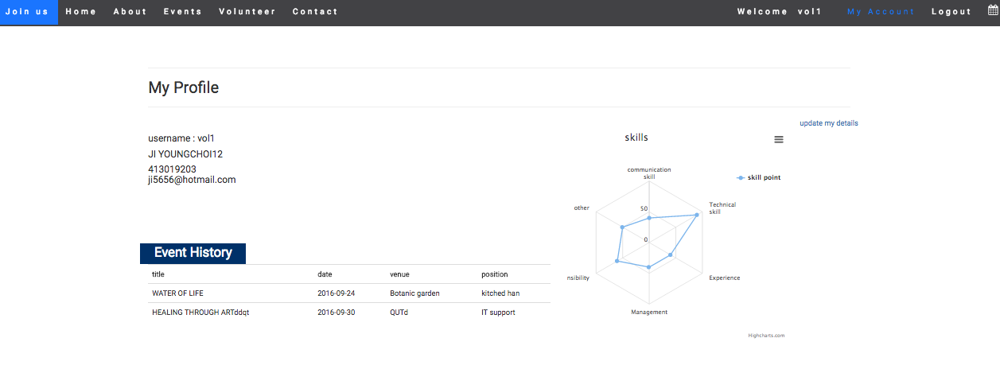 Join us Home About Events Volunteer Contact Welcome vol1 My Account Logout
My Profile
update my details
username : vol1
JI YOUNGCHOI12
413019203
ji5656@hotmail.com
skills
communication
skill
skill point
other
50
Technical
skill
0
nsibility
Experience
Management
Highcharts.com
Event History
title date venue position
WATER OF LIFE 2016-09-24 Botanic garden kitched han
HEALING THROUGH ARTddqt 2016-09-30 QUTd IT support